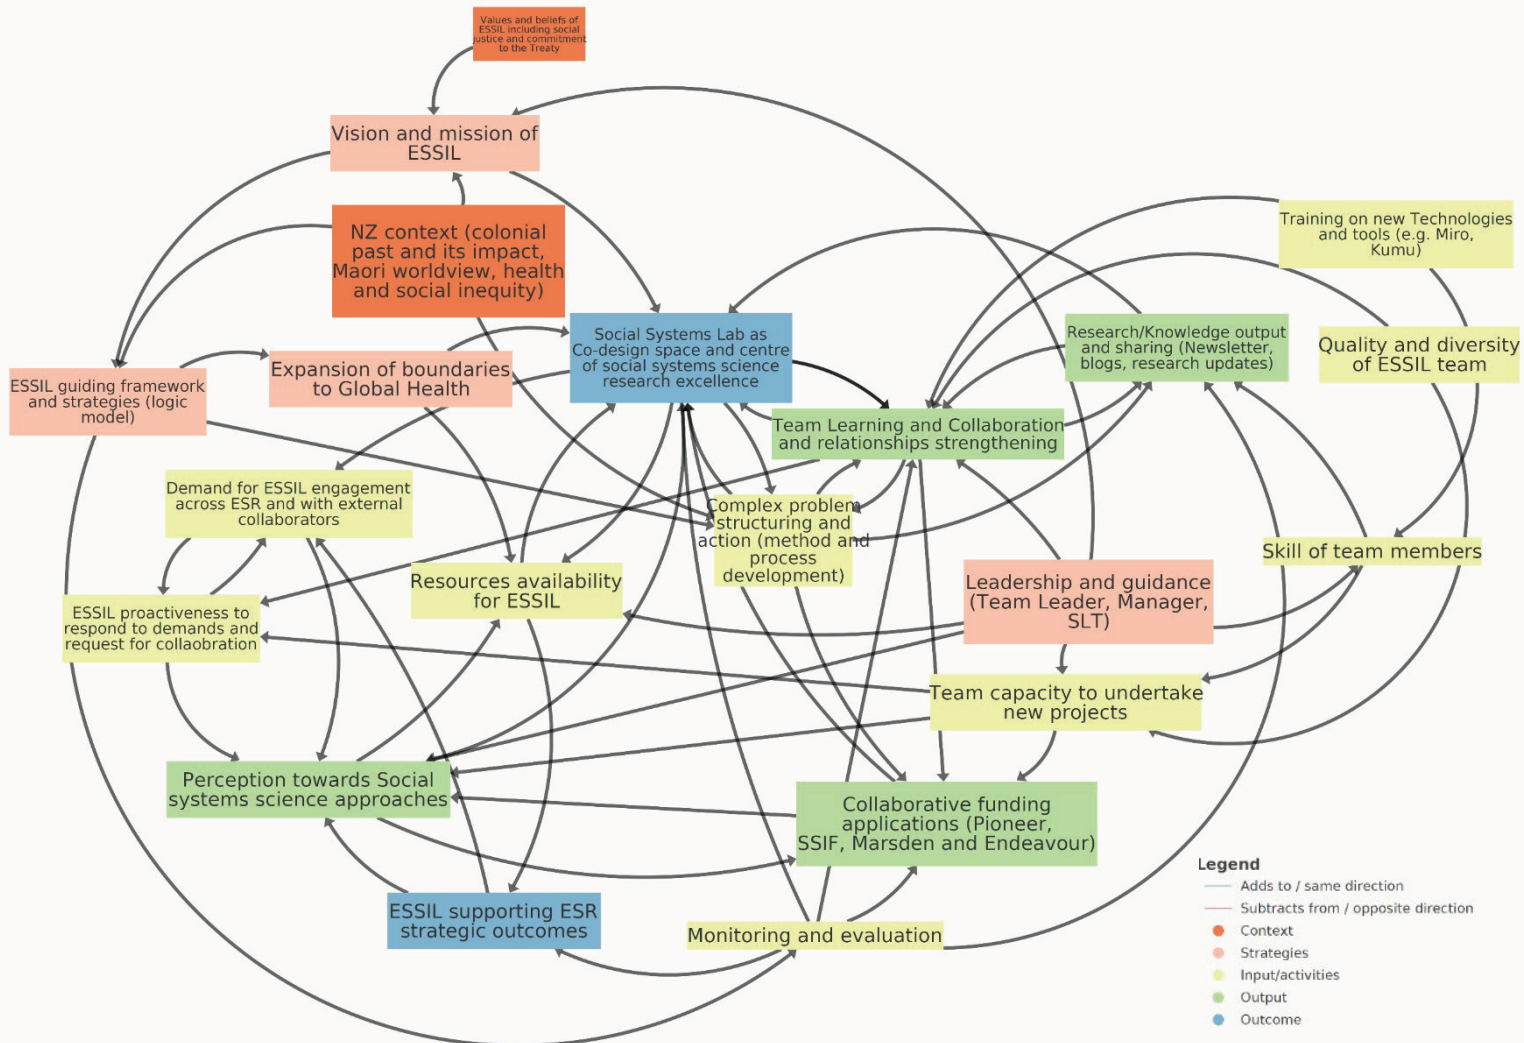 Values and beliefs of
ESSIL including social
justice and commitment
to the Treaty
Vision and mission of
ESSIL
NZ context (colonial
past and its impact,
Maori worldview, health
and social inequity)
Training on new Technologies
and tools (e.g. Miro,
Kumu)
Social Systems Lab as
Co-design space and centre
of social systems science
research excellence
Research/Knowledge output
and sharing (Newsletter,
blogs, research updates)
Quality and diversity
of ESSIL team
ESSIL guiding framework
and strategies (logic
model)
Expansion of boundaries
to Global Health
Team Learning and Collaboration
and relationships strengthening
Demand for ESSIL engagement
across ESR and with external
collaborators
Complex problem
structuring and
action (method and
process
development)
Skill of team members
Resources availability
for ESSIL
Leadership and guidance
(Team Leader, Manager,
SLT)
ESSIL proactiveness to
respond to demands and
request for collaobration
Team capacity to undertake
new projects
Perception towards Social
systems science approaches
Collaborative funding
applications (Pioneer,
SSIF, Marsden and Endeavour)
ESSIL supporting ESR
strategic outcomes
Monitoring and evaluation
Legend
Adds to / same direction
Subtracts from / opposite direction
Context
Strategies
Input/activities
Output
Outcome